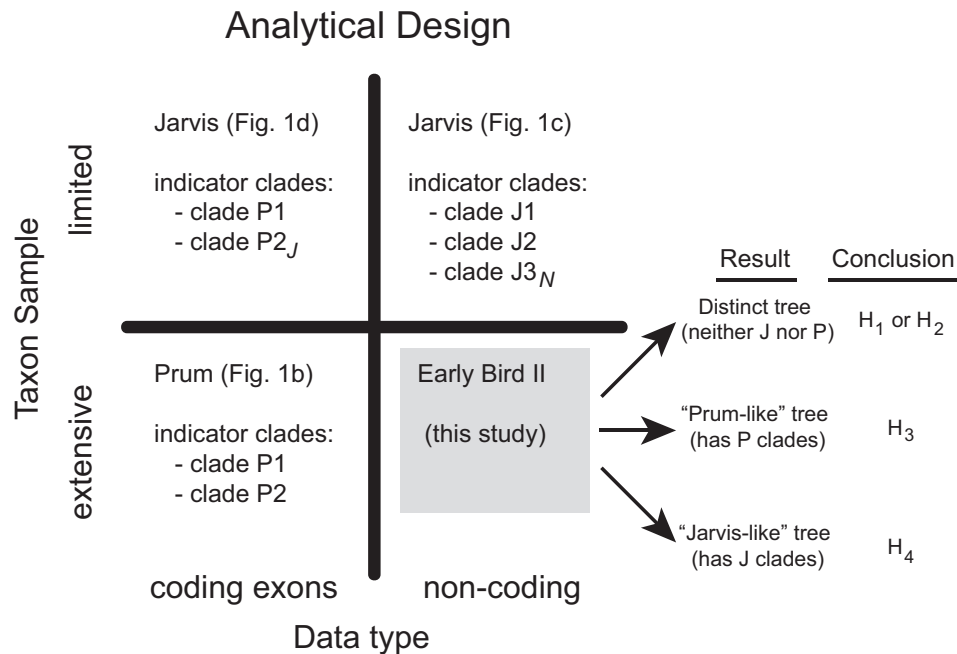 Analytical Design
Taxon Sample
limited
extensive
Jarvis (Fig. 1d)
indicator clades:
- clade P1
- clade P2J
Jarvis (Fig. 1c)
indicator clades:
- clade J1
- clade J2
- clade J3N
Prum (Fig. 1b)
indicator clades:
- clade P1
- clade P2
Early Bird II
(this study)
Result
Conclusion
Distinct tree
(neither J nor P)
H1 or H2
“Prum-like” tree
(has P clades)
H3
“Jarvis-like” tree
(has J clades)
H4
coding exons
non-coding
Data type